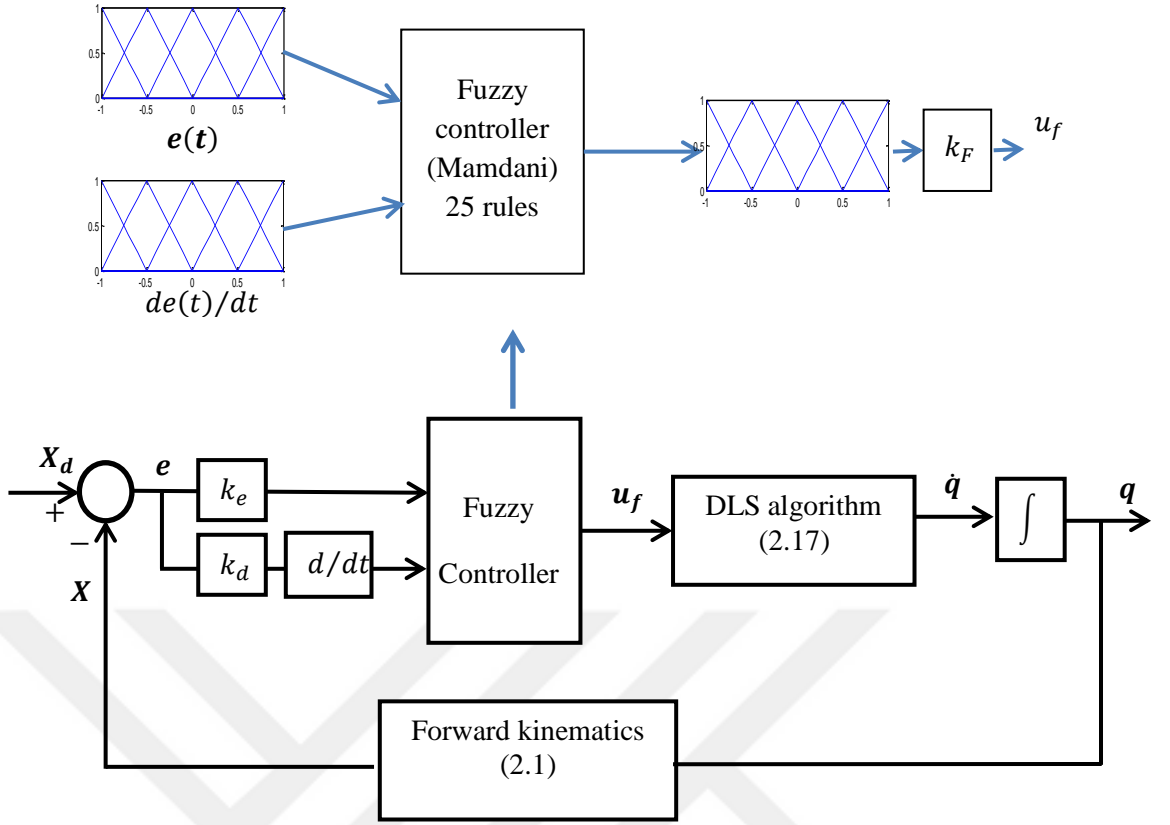 1
0.5
0
-1 -0.5 0 0.5 1
e(t)
1
0.5
0
-1 -0.5 0 0.5 1
de(t)/dt
Fuzzy
controller
(Mamdani)
25 rules
1
0.5
0
-1 -0.5 0 0.5 1
k_F
u_f
X_d
+
−
e
X
k_e
k_d
d/dt
Fuzzy
Controller
u_f
DLS algorithm
(2.17)
q̇
∫
q
Forward kinematics
(2.1)